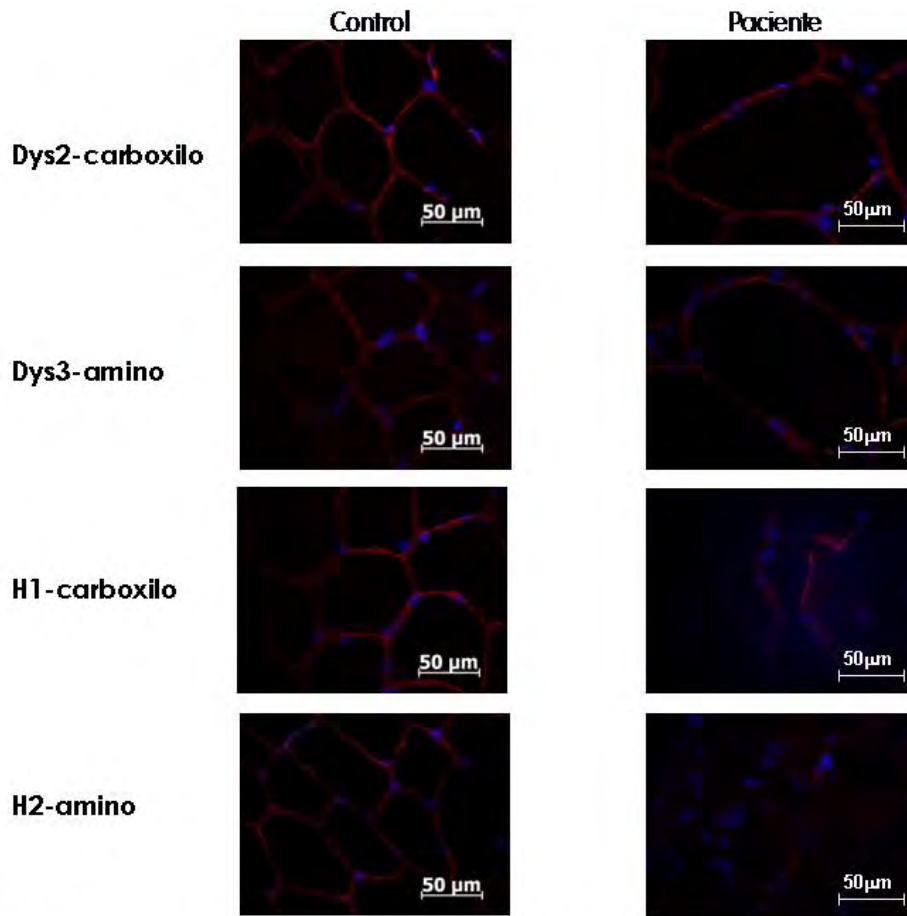 Control Paciente
Dys2-carboxilo
50 µm 50µm
Dys3-amino
50 µm 50µm
H1-carboxilo
50 µm 50µm
H2-amino
50 µm 50µm